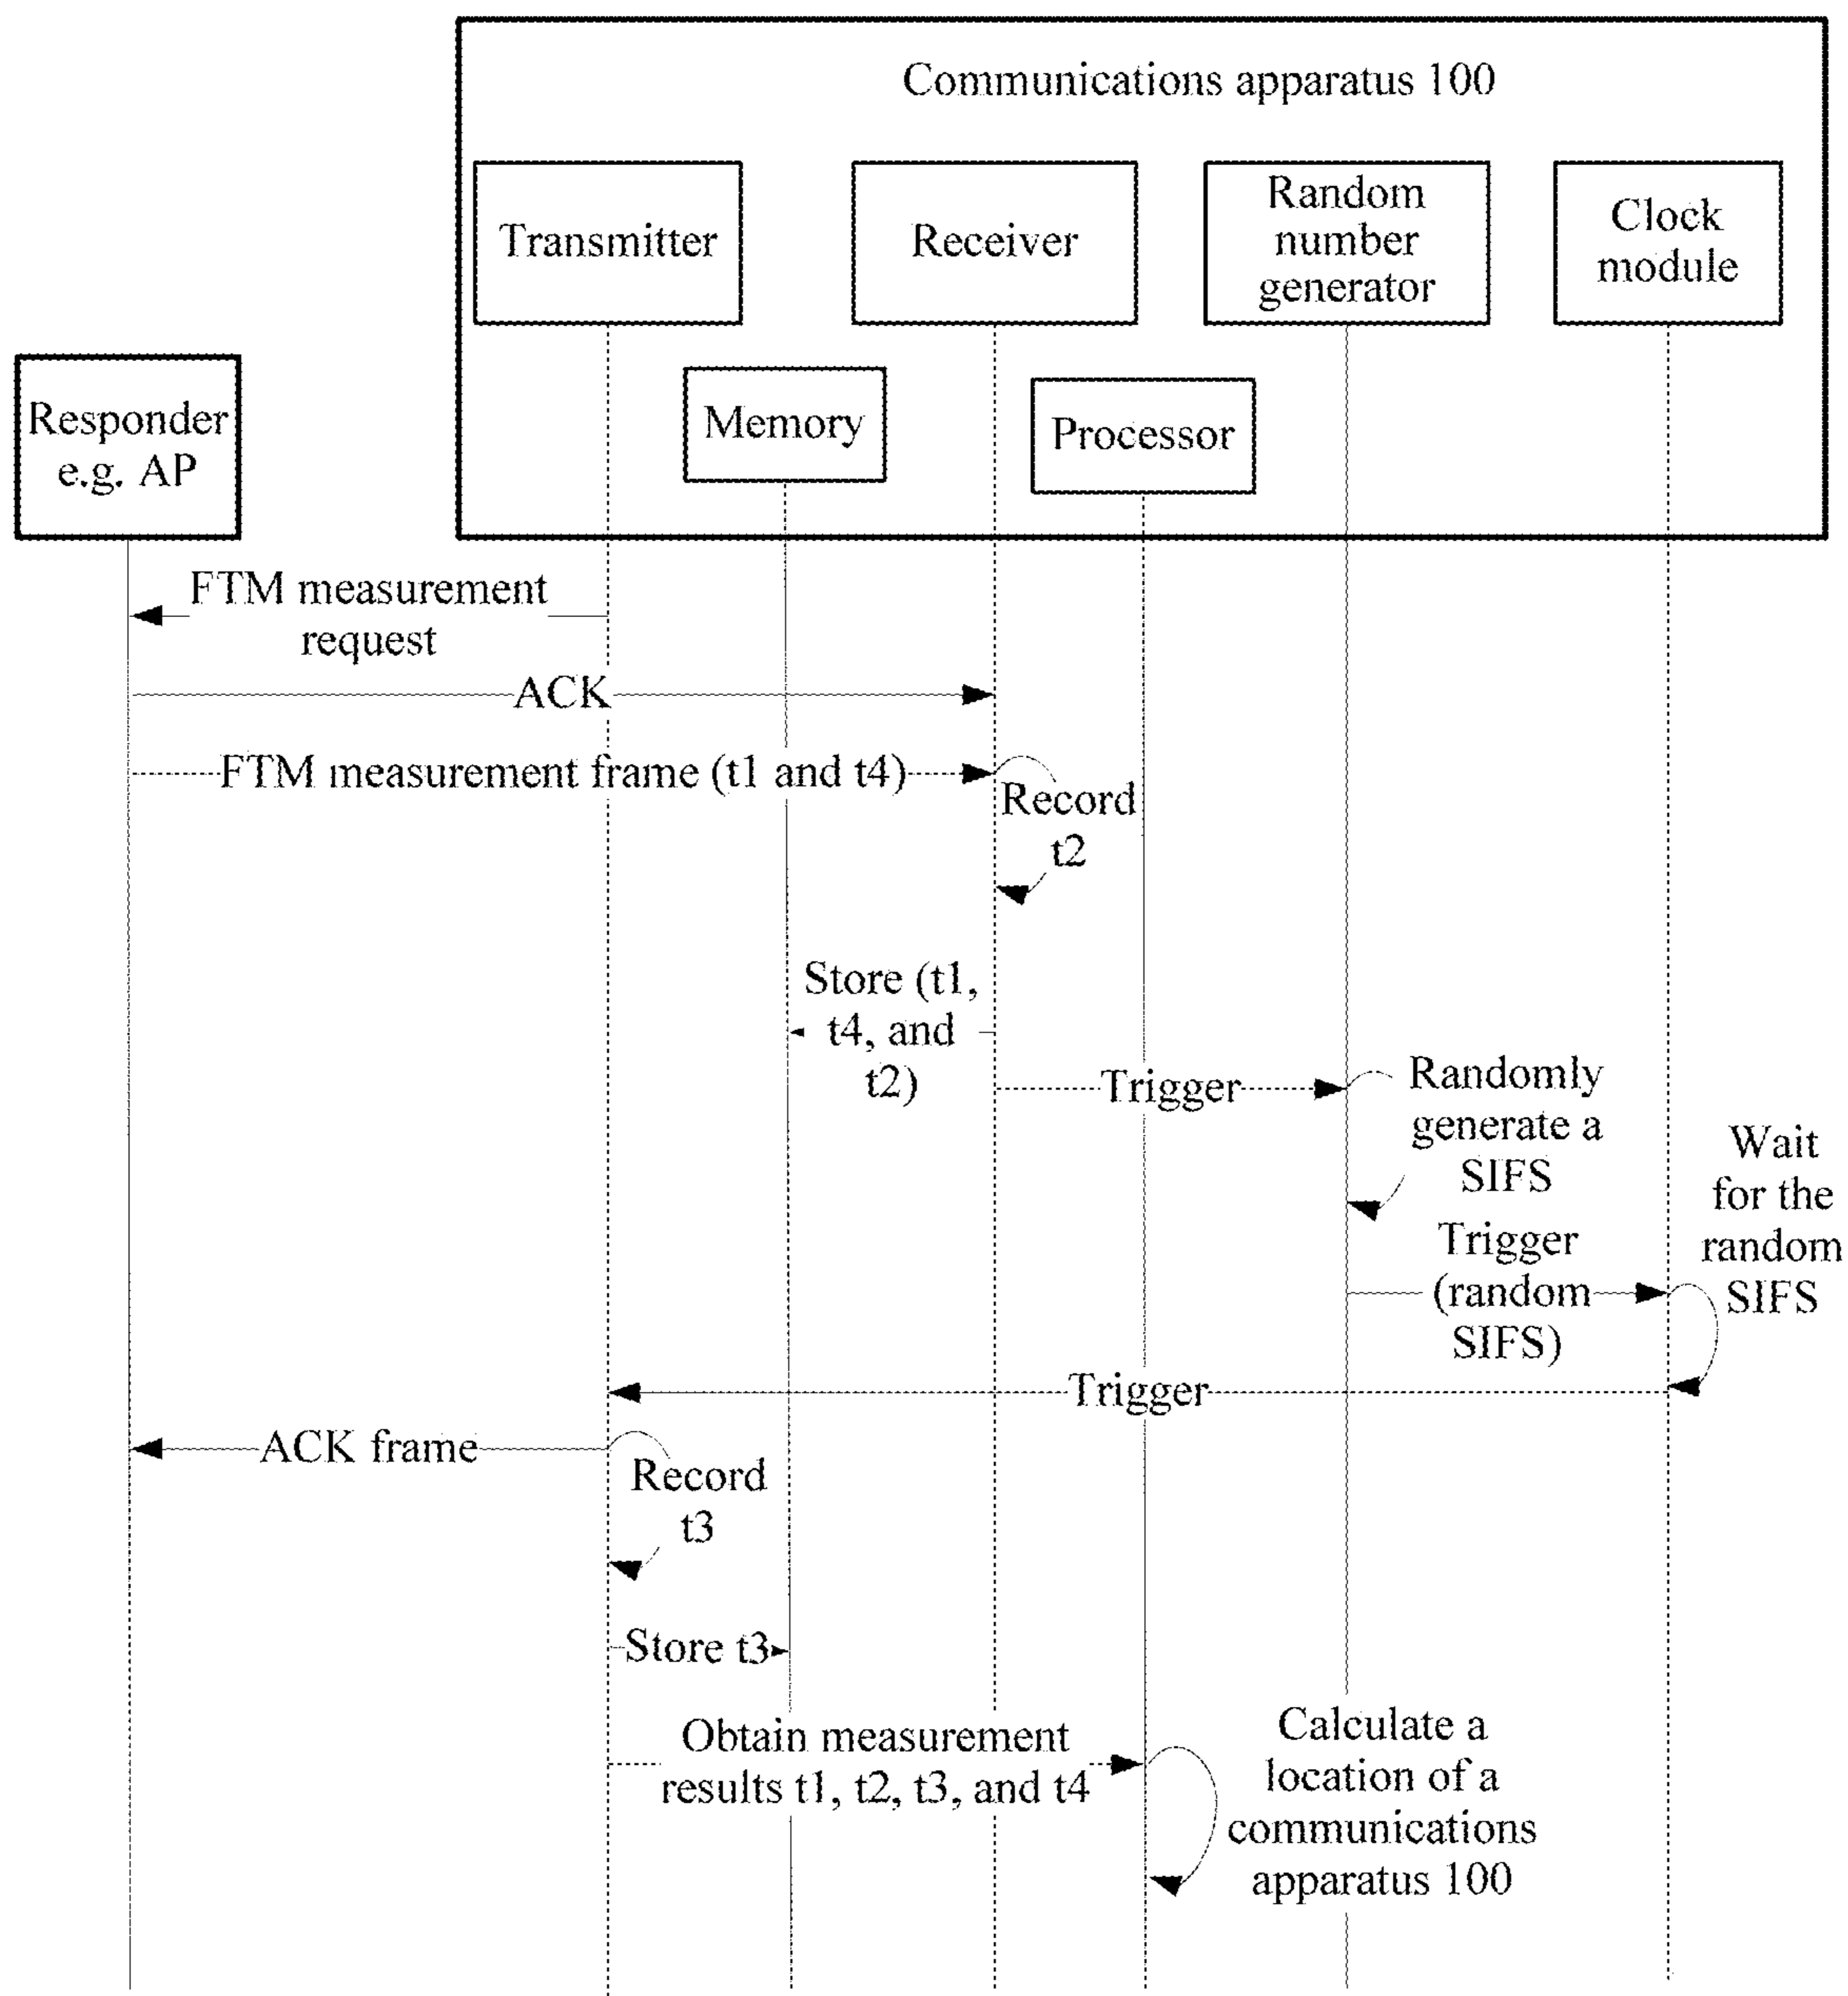 Communications apparatus 100
Transmitter
Receiver
Random
number
generator
Clock
module
Responder
e.g. AP
Memory
Processor
FTM measurement
request
ACK
FTM measurement frame (t1 and t4)
Record
t2
Store (t1,
t4, and
t2)
Trigger
Randomly
generate a
SIFS
Wait
for the
random
SIFS
Trigger
(random
SIFS)
Trigger
ACK frame
Record
t3
Store t3
Obtain measurement
results t1, t2, t3, and t4
Calculate a
location of a
communications
apparatus 100